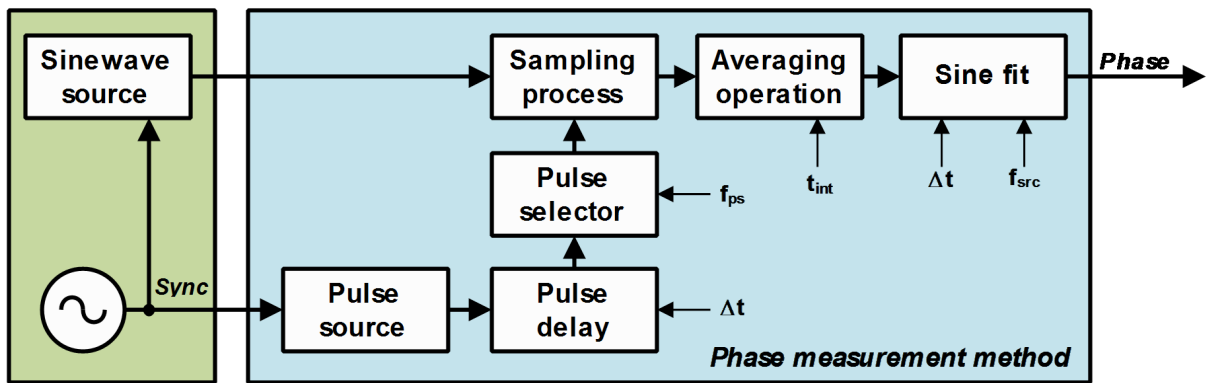 Sinewave
source
Sampling
process
Averaging
operation
Sine fit
Phase
Pulse
selector
f_ps
t_int
Δt
f_src
Sync
Pulse
source
Pulse
delay
Δt
Phase measurement method